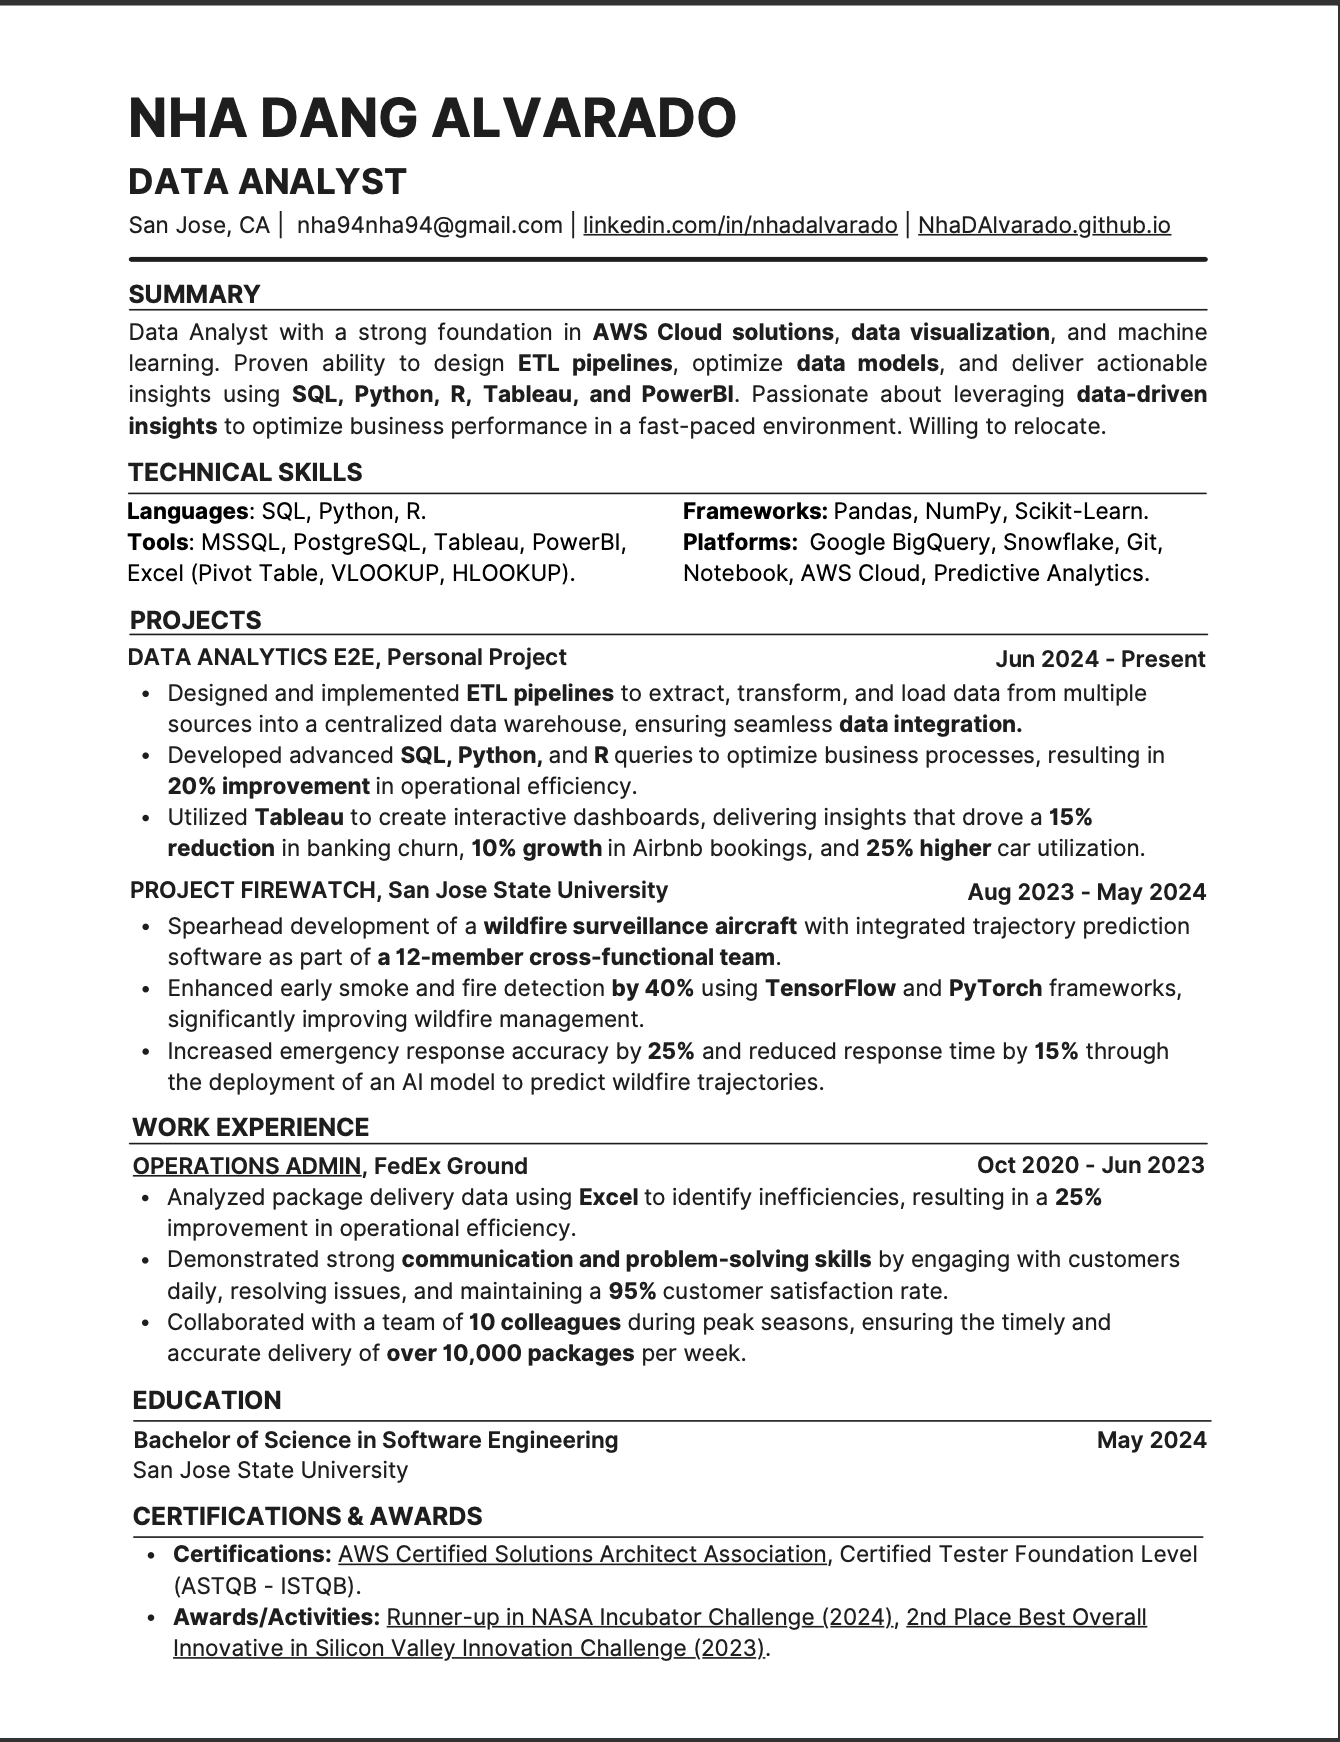 NHA DANG ALVARADO
DATA ANALYST
San Jose, CA | nha94nha94@gmail.com | linkedin.com/in/nhadalvarado | NhaDAlvarado.github.io
SUMMARY
Data Analyst with a strong foundation in AWS Cloud solutions, data visualization, and machine
learning. Proven ability to design ETL pipelines, optimize data models, and deliver actionable
insights using SQL, Python, R, Tableau, and PowerBI. Passionate about leveraging data-driven
insights to optimize business performance in a fast-paced environment. Willing to relocate.
TECHNICAL SKILLS
Languages: SQL, Python, R.
Tools: MSSQL, PostgreSQL, Tableau, PowerBI,
Excel (Pivot Table, VLOOKUP, HLOOKUP).
Frameworks: Pandas, NumPy, Scikit-Learn.
Platforms: Google BigQuery, Snowflake, Git,
Notebook, AWS Cloud, Predictive Analytics.
PROJECTS
DATA ANALYTICS E2E, Personal Project Jun 2024 - Present
• Designed and implemented ETL pipelines to extract, transform, and load data from multiple
sources into a centralized data warehouse, ensuring seamless data integration.
• Developed advanced SQL, Python, and R queries to optimize business processes, resulting in
20% improvement in operational efficiency.
• Utilized Tableau to create interactive dashboards, delivering insights that drove a 15%
reduction in banking churn, 10% growth in Airbnb bookings, and 25% higher car utilization.
PROJECT FIREWATCH, San Jose State University Aug 2023 - May 2024
• Spearhead development of a wildfire surveillance aircraft with integrated trajectory prediction
software as part of a 12-member cross-functional team.
• Enhanced early smoke and fire detection by 40% using TensorFlow and PyTorch frameworks,
significantly improving wildfire management.
• Increased emergency response accuracy by 25% and reduced response time by 15% through
the deployment of an AI model to predict wildfire trajectories.
WORK EXPERIENCE
OPERATIONS ADMIN, FedEx Ground Oct 2020 - Jun 2023
• Analyzed package delivery data using Excel to identify inefficiencies, resulting in a 25%
improvement in operational efficiency.
• Demonstrated strong communication and problem-solving skills by engaging with customers
daily, resolving issues, and maintaining a 95% customer satisfaction rate.
• Collaborated with a team of 10 colleagues during peak seasons, ensuring the timely and
accurate delivery of over 10,000 packages per week.
EDUCATION
Bachelor of Science in Software Engineering May 2024
San Jose State University
CERTIFICATIONS & AWARDS
• Certifications: AWS Certified Solutions Architect Association, Certified Tester Foundation Level
(ASTQB - ISTQB).
• Awards/Activities: Runner-up in NASA Incubator Challenge (2024), 2nd Place Best Overall
Innovative in Silicon Valley Innovation Challenge (2023).